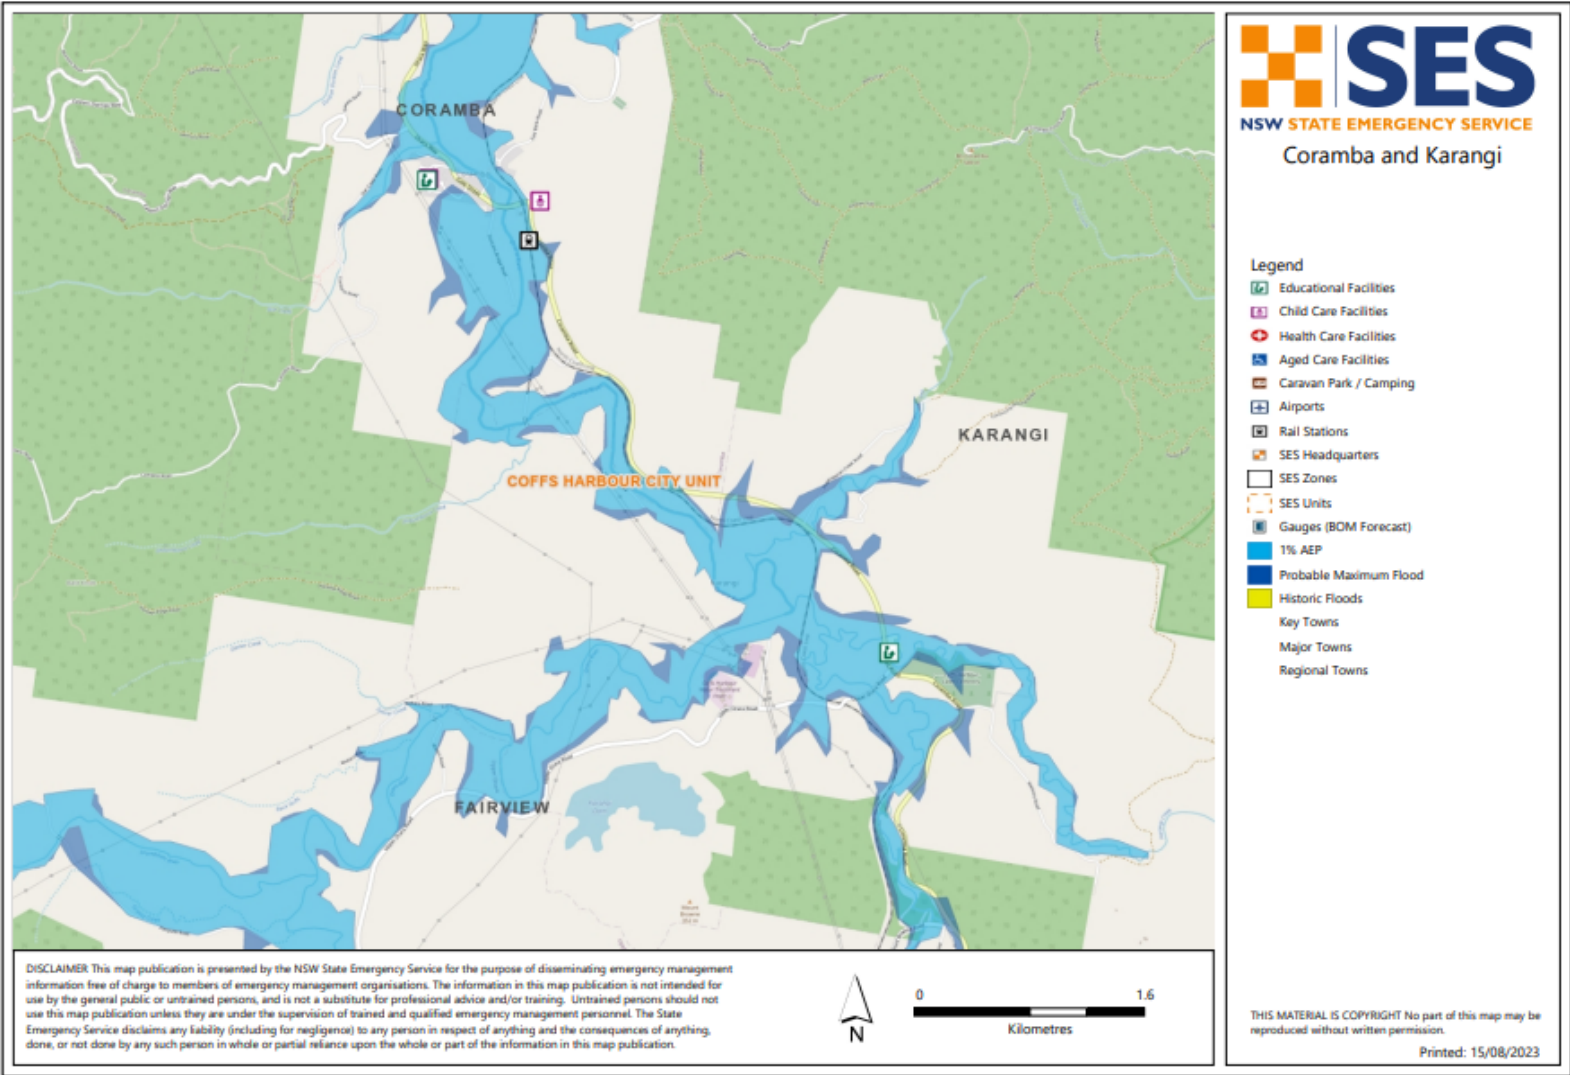 CORAMBA
KARANGI
COFFS HARBOUR CITY UNIT
FAIRVIEW
SES
NSW STATE EMERGENCY SERVICE
Coramba and Karangi
Legend
Educational Facilities
Child Care Facilities
Health Care Facilities
Aged Care Facilities
Caravan Park / Camping
Airports
Rail Stations
SES Headquarters
SES Zones
SES Units
Gauges (BOM Forecast)
1% AEP
Probable Maximum Flood
Historic Floods
Key Towns
Major Towns
Regional Towns
DISCLAIMER This map publication is presented by the NSW State Emergency Service for the purpose of disseminating emergency management
information free of charge to members of emergency management organisations. The information in this map publication is not intended for
use by the general public or untrained persons, and is not a substitute for professional advice and/or training. Untrained persons should not
use this map publication unless they are under the supervision of trained and qualified emergency management personnel. The State
Emergency Service disclaims any liability (including for negligence) to any person in respect of anything and the consequences of anything,
done, or not done by any such person in whole or partial reliance upon the whole or part of the information in this map publication.
N
0 1.6
Kilometres
THIS MATERIAL IS COPYRIGHT No part of this map may be
reproduced without written permission.
Printed: 15/08/2023